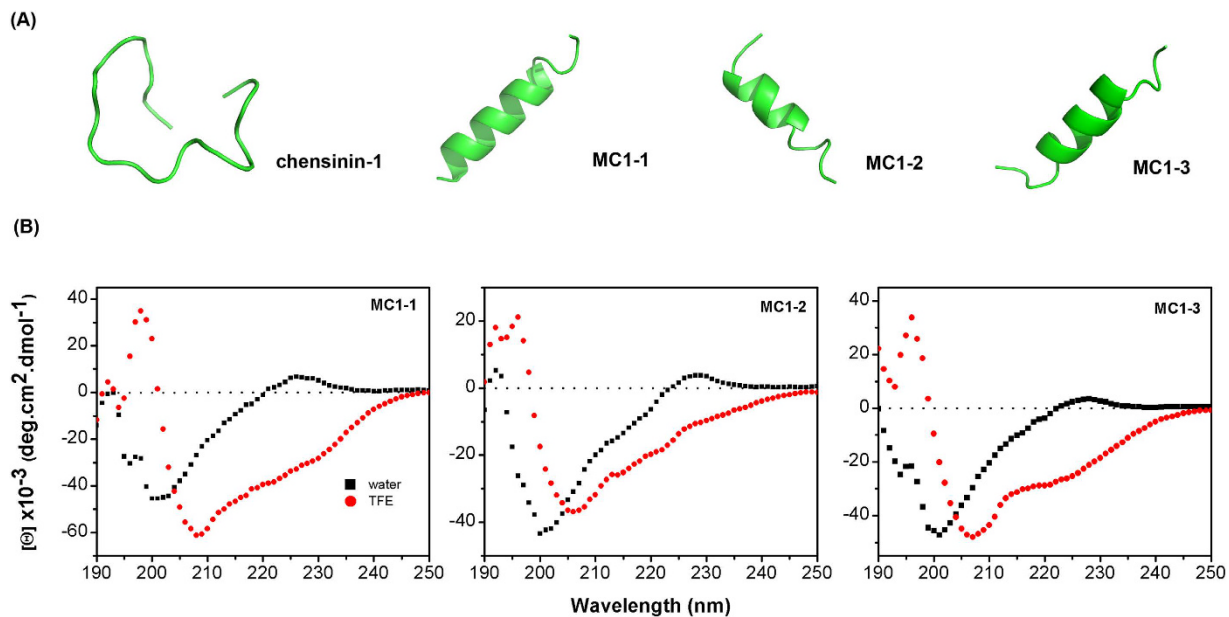 (A)
chensinin-1
MC1-1
MC1-2
MC1-3
(B)
[Θ] x10⁻³ (deg.cm².dmol⁻¹)
MC1-1
40
20
0
-20
-40
-60
water
TFE
190 200 210 220 230 240 250
MC1-2
20
0
-20
-40
190 200 210 220 230 240 250
MC1-3
40
20
0
-20
-40
190 200 210 220 230 240 250
Wavelength (nm)